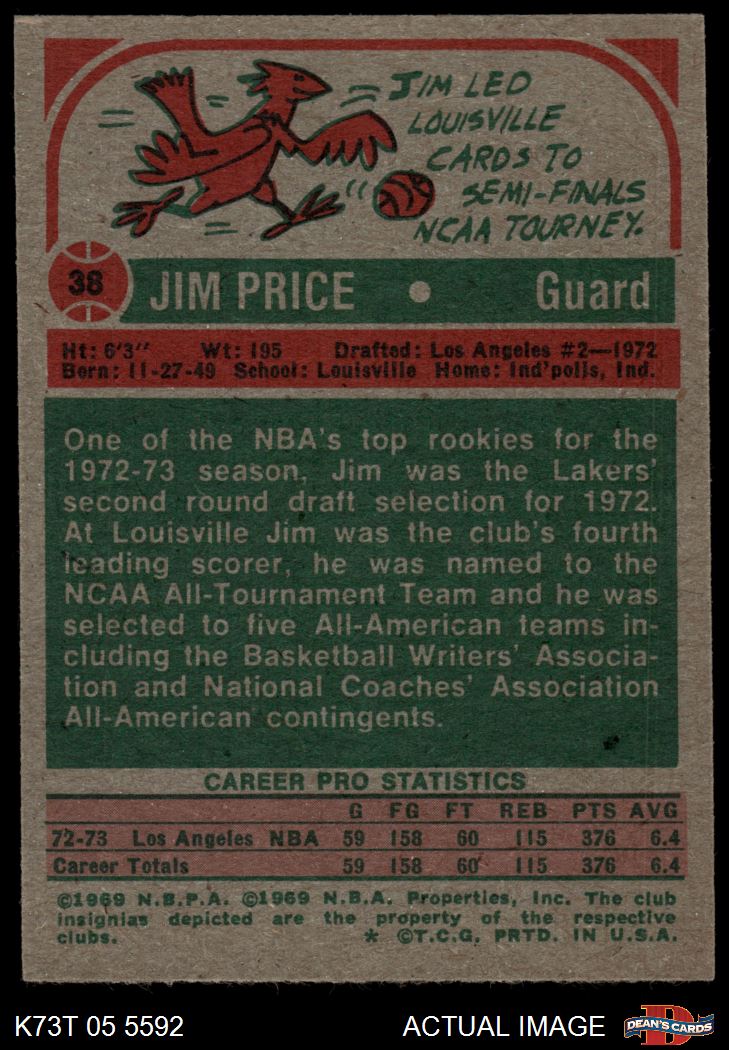 JIM LED
LOUISVILLE
CARDS TO
SEMI-FINALS
NCAA TOURNEY.
38 JIM PRICE • Guard
Ht: 6'3" Wt: 195 Drafted: Los Angeles #2—1972
Born: 11-27-49 School: Louisville Home: Ind'polis, Ind.
One of the NBA's top rookies for the
1972-73 season, Jim was the Lakers'
second round draft selection for 1972.
At Louisville Jim was the club's fourth
leading scorer, he was named to the
NCAA All-Tournament Team and he was
selected to five All-American teams in-
cluding the Basketball Writers' Associa-
tion and National Coaches' Association
All-American contingents.
CAREER PRO STATISTICS
G FG FT REB PTS AVG
72-73 Los Angeles NBA 59 158 60 115 376 6.4
Career Totals 59 158 60 115 376 6.4
©1969 N.B.P.A. ©1969 N.B.A. Properties, Inc. The club
insignias depicted are the property of the respective
clubs. * ©T.C.G. PRTD. IN U.S.A.
K73T 05 5592 ACTUAL IMAGE D DEAN'S CARDS